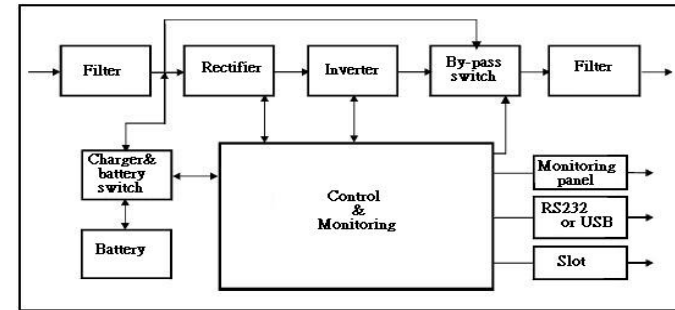 Filter
Rectifier
Inverter
By-pass
switch
Filter
Charger&
battery
switch
Battery
Control
&
Monitoring
Monitoring
panel
RS232
or USB
Slot